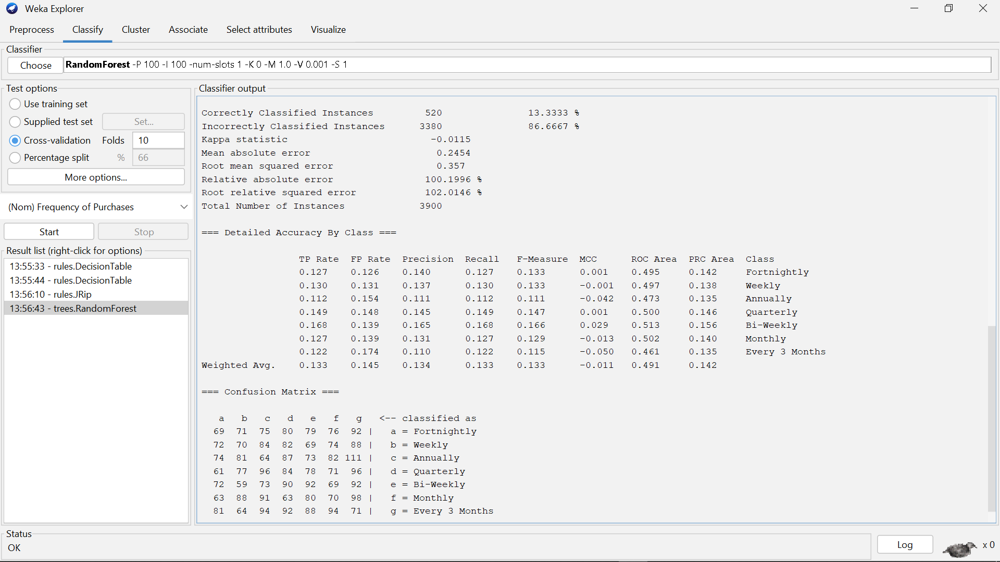 Weka Explorer
Preprocess Classify Cluster Associate Select attributes Visualize
Classifier
Choose RandomForest -P 100 -I 100 -num-slots 1 -K 0 -M 1.0 -V 0.001 -S 1
Test options
Use training set
Supplied test set Set...
Cross-validation Folds 10
Percentage split % 66
More options...
(Nom) Frequency of Purchases
Start Stop
Result list (right-click for options)
13:55:33 - rules.DecisionTable
13:55:44 - rules.DecisionTable
13:56:10 - rules.JRip
13:56:43 - trees.RandomForest
Classifier output
Correctly Classified Instances 520 13.3333 %
Incorrectly Classified Instances 3380 86.6667 %
Kappa statistic -0.0115
Mean absolute error 0.2454
Root mean squared error 0.357
Relative absolute error 100.1996 %
Root relative squared error 102.0146 %
Total Number of Instances 3900
=== Detailed Accuracy By Class ===
TP Rate FP Rate Precision Recall F-Measure MCC ROC Area PRC Area Class
0.127 0.126 0.140 0.127 0.133 0.001 0.495 0.142 Fortnightly
0.130 0.131 0.137 0.130 0.133 -0.001 0.497 0.138 Weekly
0.112 0.154 0.111 0.112 0.111 -0.042 0.473 0.135 Annually
0.149 0.148 0.145 0.149 0.147 0.001 0.500 0.146 Quarterly
0.168 0.139 0.165 0.168 0.166 0.029 0.513 0.156 Bi-Weekly
0.127 0.139 0.131 0.127 0.129 -0.013 0.502 0.140 Monthly
0.122 0.174 0.110 0.122 0.115 -0.050 0.461 0.135 Every 3 Months
Weighted Avg. 0.133 0.145 0.134 0.133 0.133 -0.011 0.491 0.142
=== Confusion Matrix ===
a b c d e f g <-- classified as
69 71 75 80 79 76 92 | a = Fortnightly
72 70 84 82 69 74 88 | b = Weekly
74 81 64 87 73 82 111 | c = Annually
61 77 96 84 78 71 96 | d = Quarterly
72 59 73 90 92 69 92 | e = Bi-Weekly
63 88 91 63 80 70 98 | f = Monthly
81 64 94 92 88 94 71 | g = Every 3 Months
Status
OK
Log
x 0